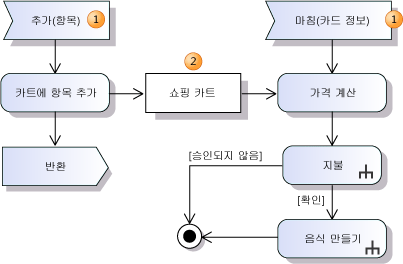 추가(항목) 1
마침(카드 정보) 1
2
카트에 항목 추가
쇼핑 카트
가격 계산
반환
[승인되지 않음]
지불
[확인]
음식 만들기